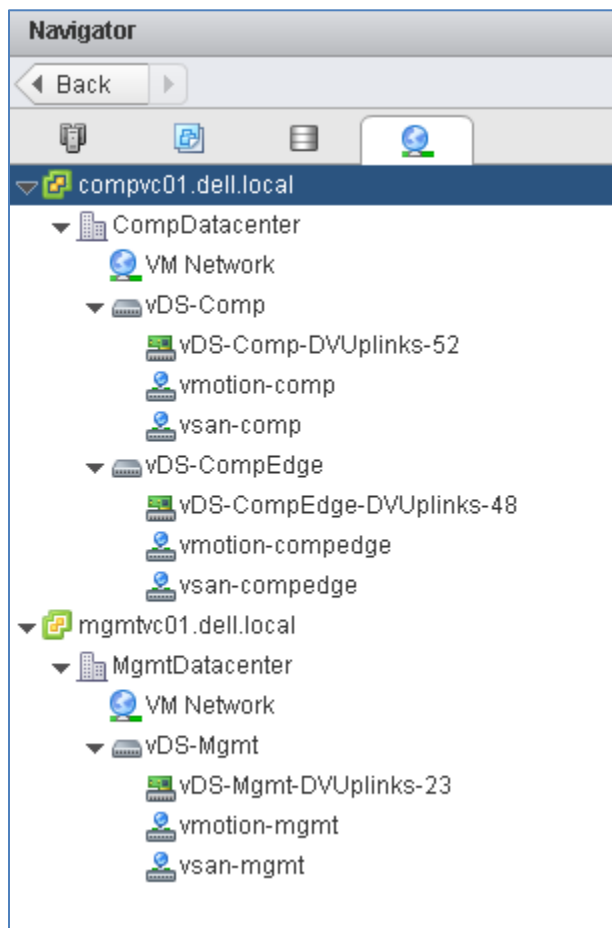 Navigator
Back
compvc01.dell.local
CompDatacenter
VM Network
vDS-Comp
vDS-Comp-DVUplinks-52
vmotion-comp
vsan-comp
vDS-CompEdge
vDS-CompEdge-DVUplinks-48
vmotion-compedge
vsan-compedge
mgmtvc01.dell.local
MgmtDatacenter
VM Network
vDS-Mgmt
vDS-Mgmt-DVUplinks-23
vmotion-mgmt
vsan-mgmt